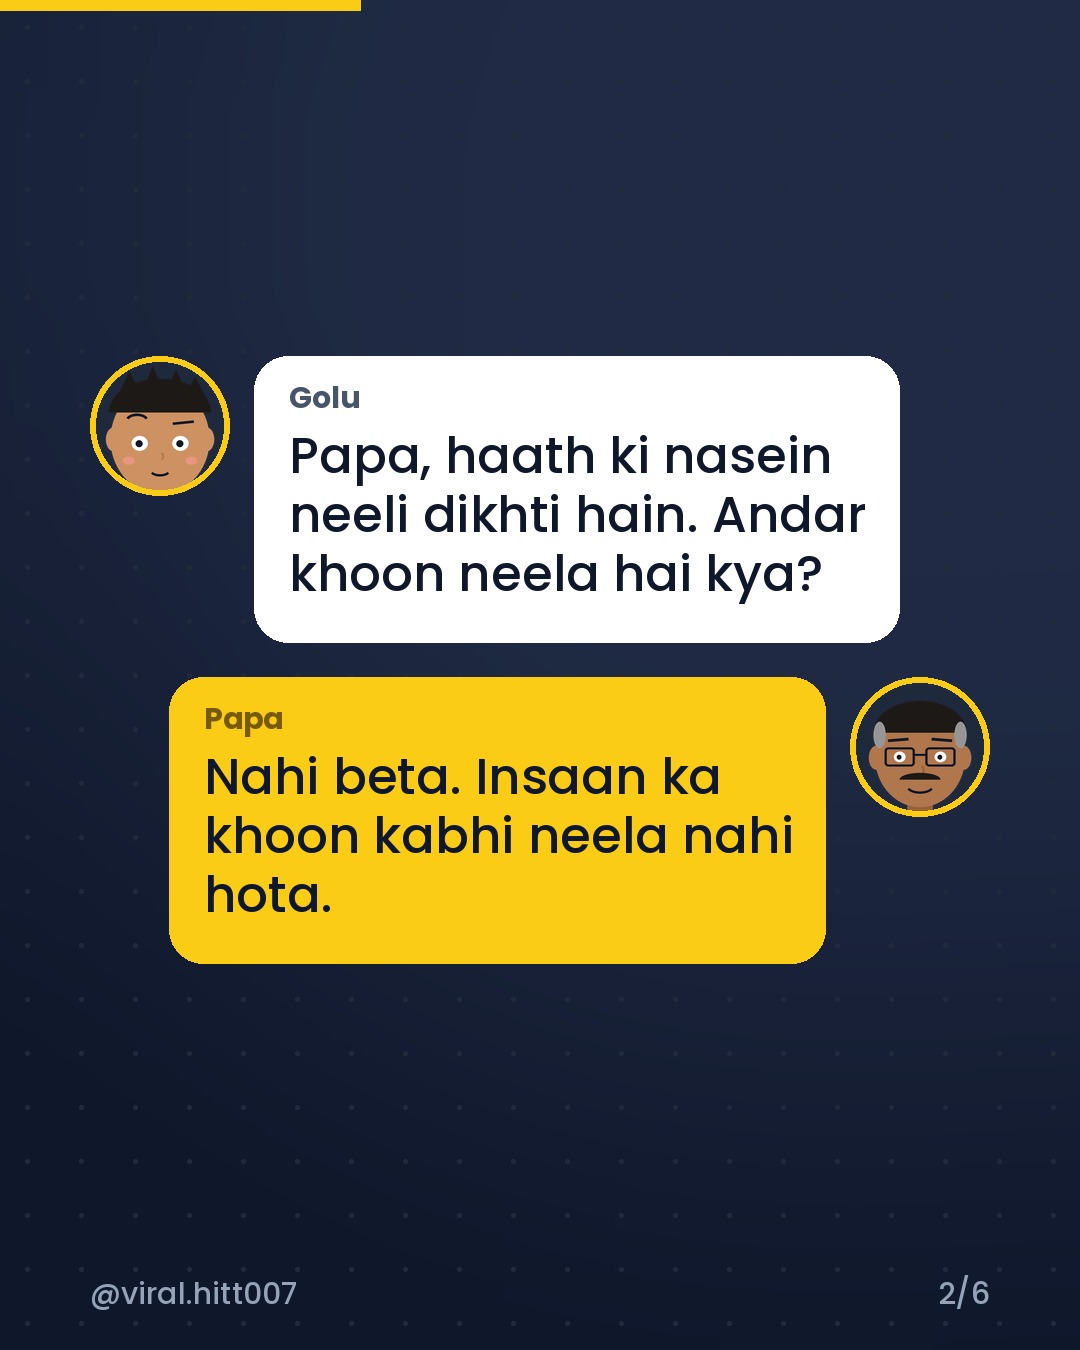 Golu
Papa, haath ki nasein
neeli dikhti hain. Andar
khoon neela hai kya?
Papa
Nahi beta. Insaan ka
khoon kabhi neela nahi
hota.
@viral.hitt007
2/6